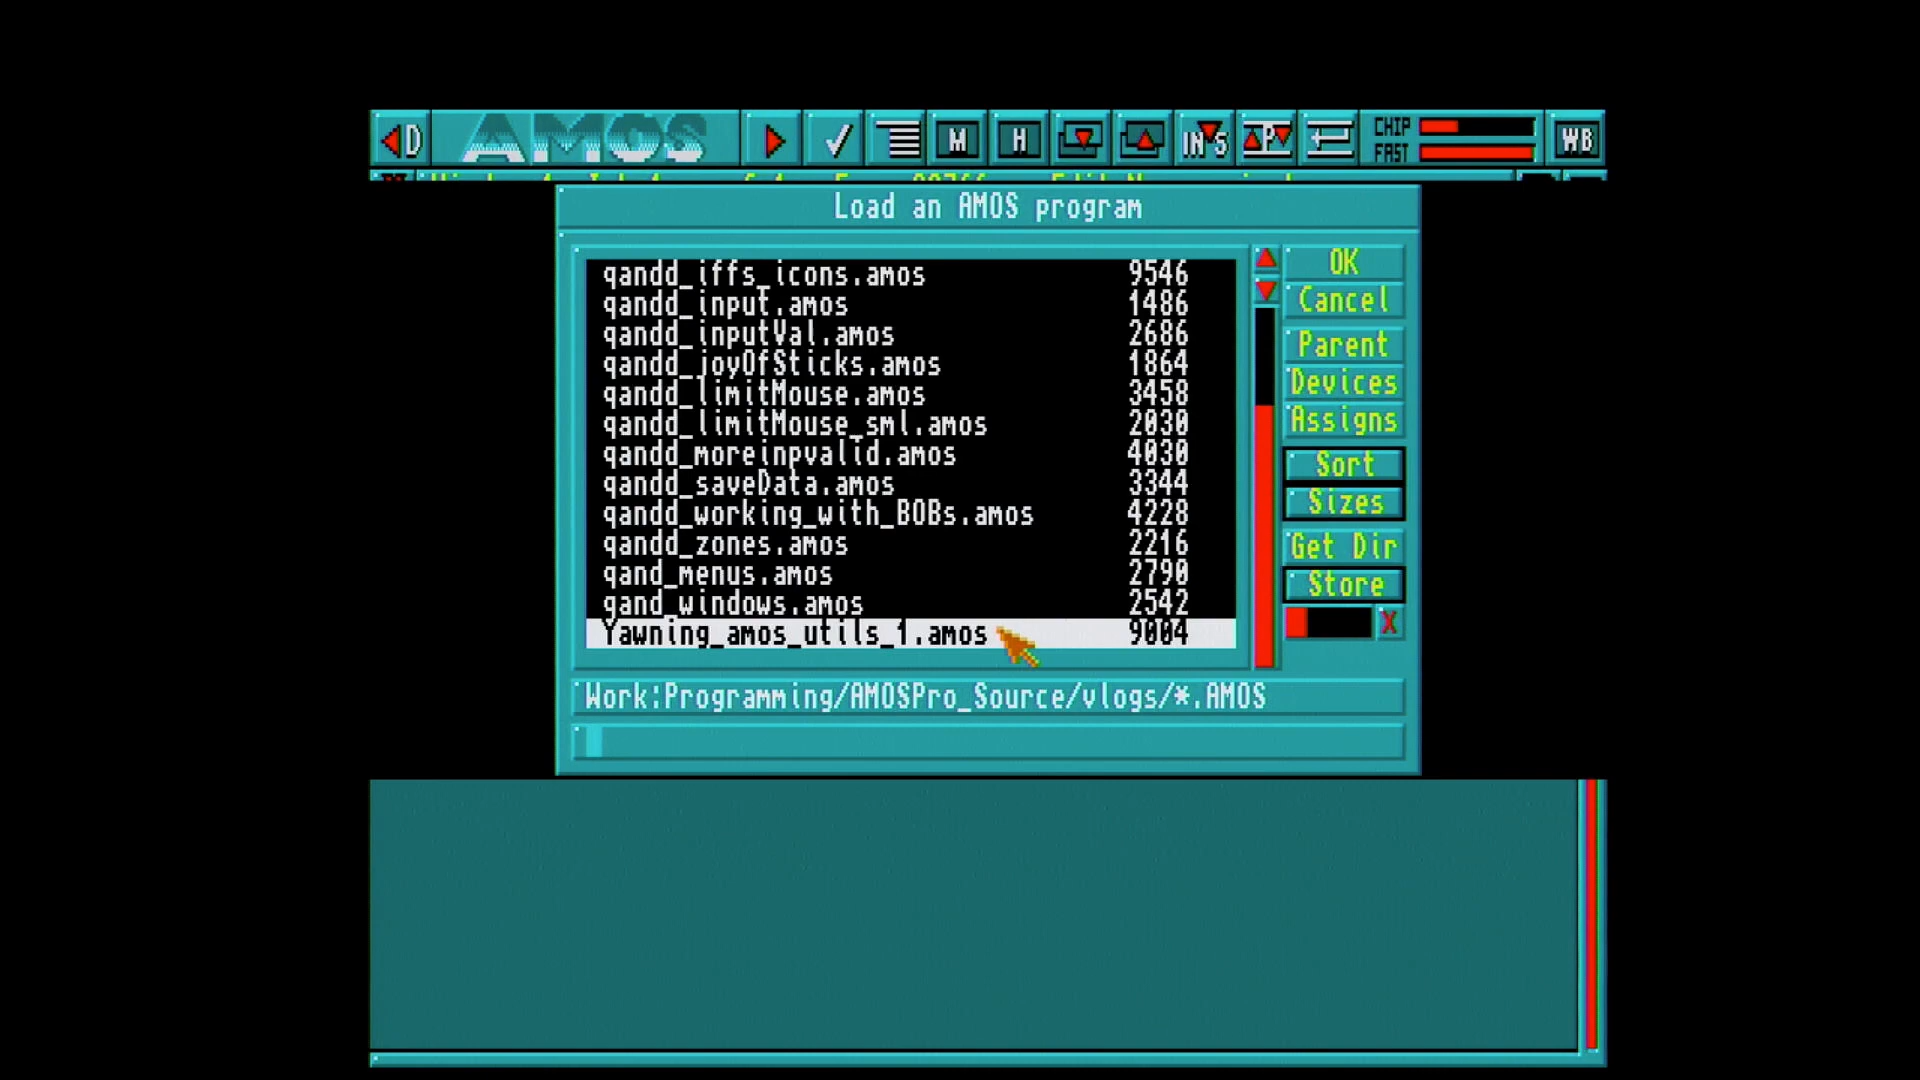 D AMOS M H INS P CHIP FAST WB
Load an AMOS program
qandd_iffs_icons.amos 9546
qandd_input.amos 1486
qandd_inputVal.amos 2686
qandd_joyOfSticks.amos 1864
qandd_limitMouse.amos 3458
qandd_limitMouse_sml.amos 2030
qandd_moreinpvalid.amos 4030
qandd_saveData.amos 3344
qandd_working_with_BOBs.amos 4228
qandd_zones.amos 2216
qand_menus.amos 2790
qand_windows.amos 2542
Yawning_amos_utils_1.amos 9004
OK
Cancel
Parent
Devices
Assigns
Sort
Sizes
Get Dir
Store
X
Work:Programming/AMOSPro_Source/vlogs/*.AMOS